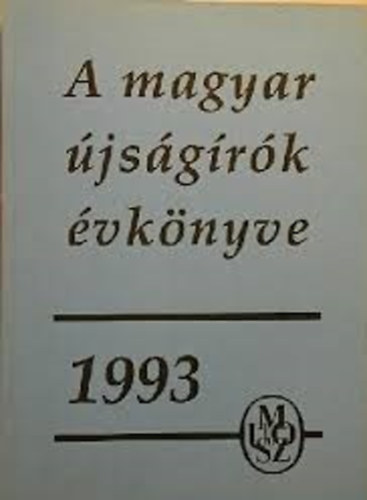 A magyar
újságírók
évkönyve
1993
MÚOSZ